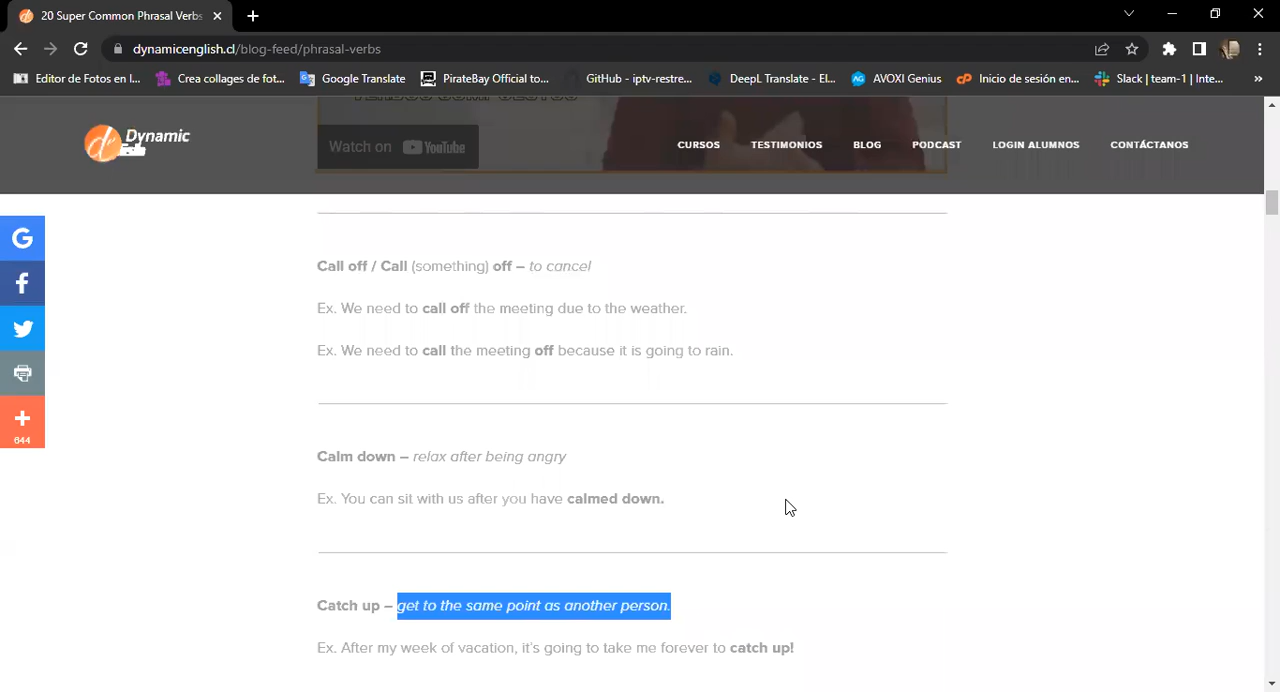 20 Super Common Phrasal Verbs
dynamicenglish.cl/blog-feed/phrasal-verbs
Editor de Fotos en l... Crea collages de fot... Google Translate PirateBay Official to... GitHub - iptv-restre... DeepL Translate - El... AVOXI Genius Inicio de sesión en... Slack | team-1 | Inte... »
Watch on YouTube
Dynamic
CURSOS TESTIMONIOS BLOG PODCAST LOGIN ALUMNOS CONTÁCTANOS
Call off / Call (something) off – to cancel
Ex. We need to call off the meeting due to the weather.
Ex. We need to call the meeting off because it is going to rain.
644
Calm down – relax after being angry
Ex. You can sit with us after you have calmed down.
Catch up – get to the same point as another person.
Ex. After my week of vacation, it's going to take me forever to catch up!